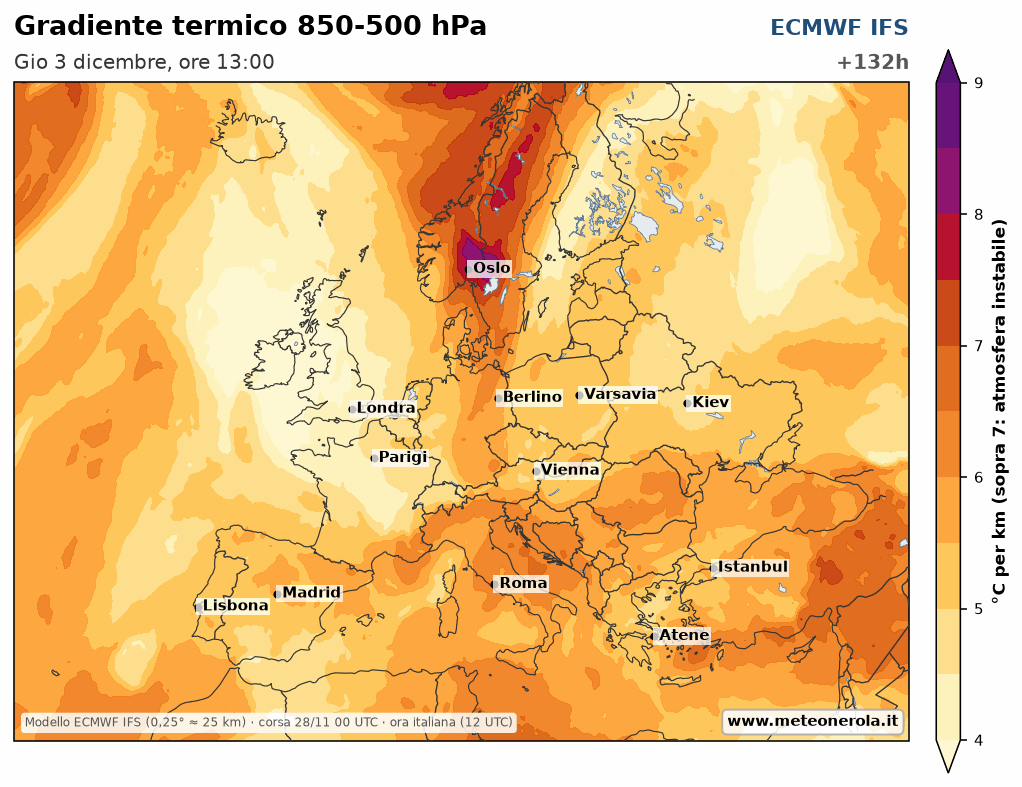 Gradiente termico 850-500 hPa
ECMWF IFS
Gio 3 dicembre, ore 13:00
+132h
Oslo
Londra
Berlino
Varsavia
Kiev
Parigi
Vienna
Madrid
Lisbona
Roma
Istanbul
Atene
9
8
7
6
5
4
°C per km (sopra 7: atmosfera instabile)
Modello ECMWF IFS (0,25° ≈ 25 km) · corsa 28/11 00 UTC · ora italiana (12 UTC)
www.meteonerola.it